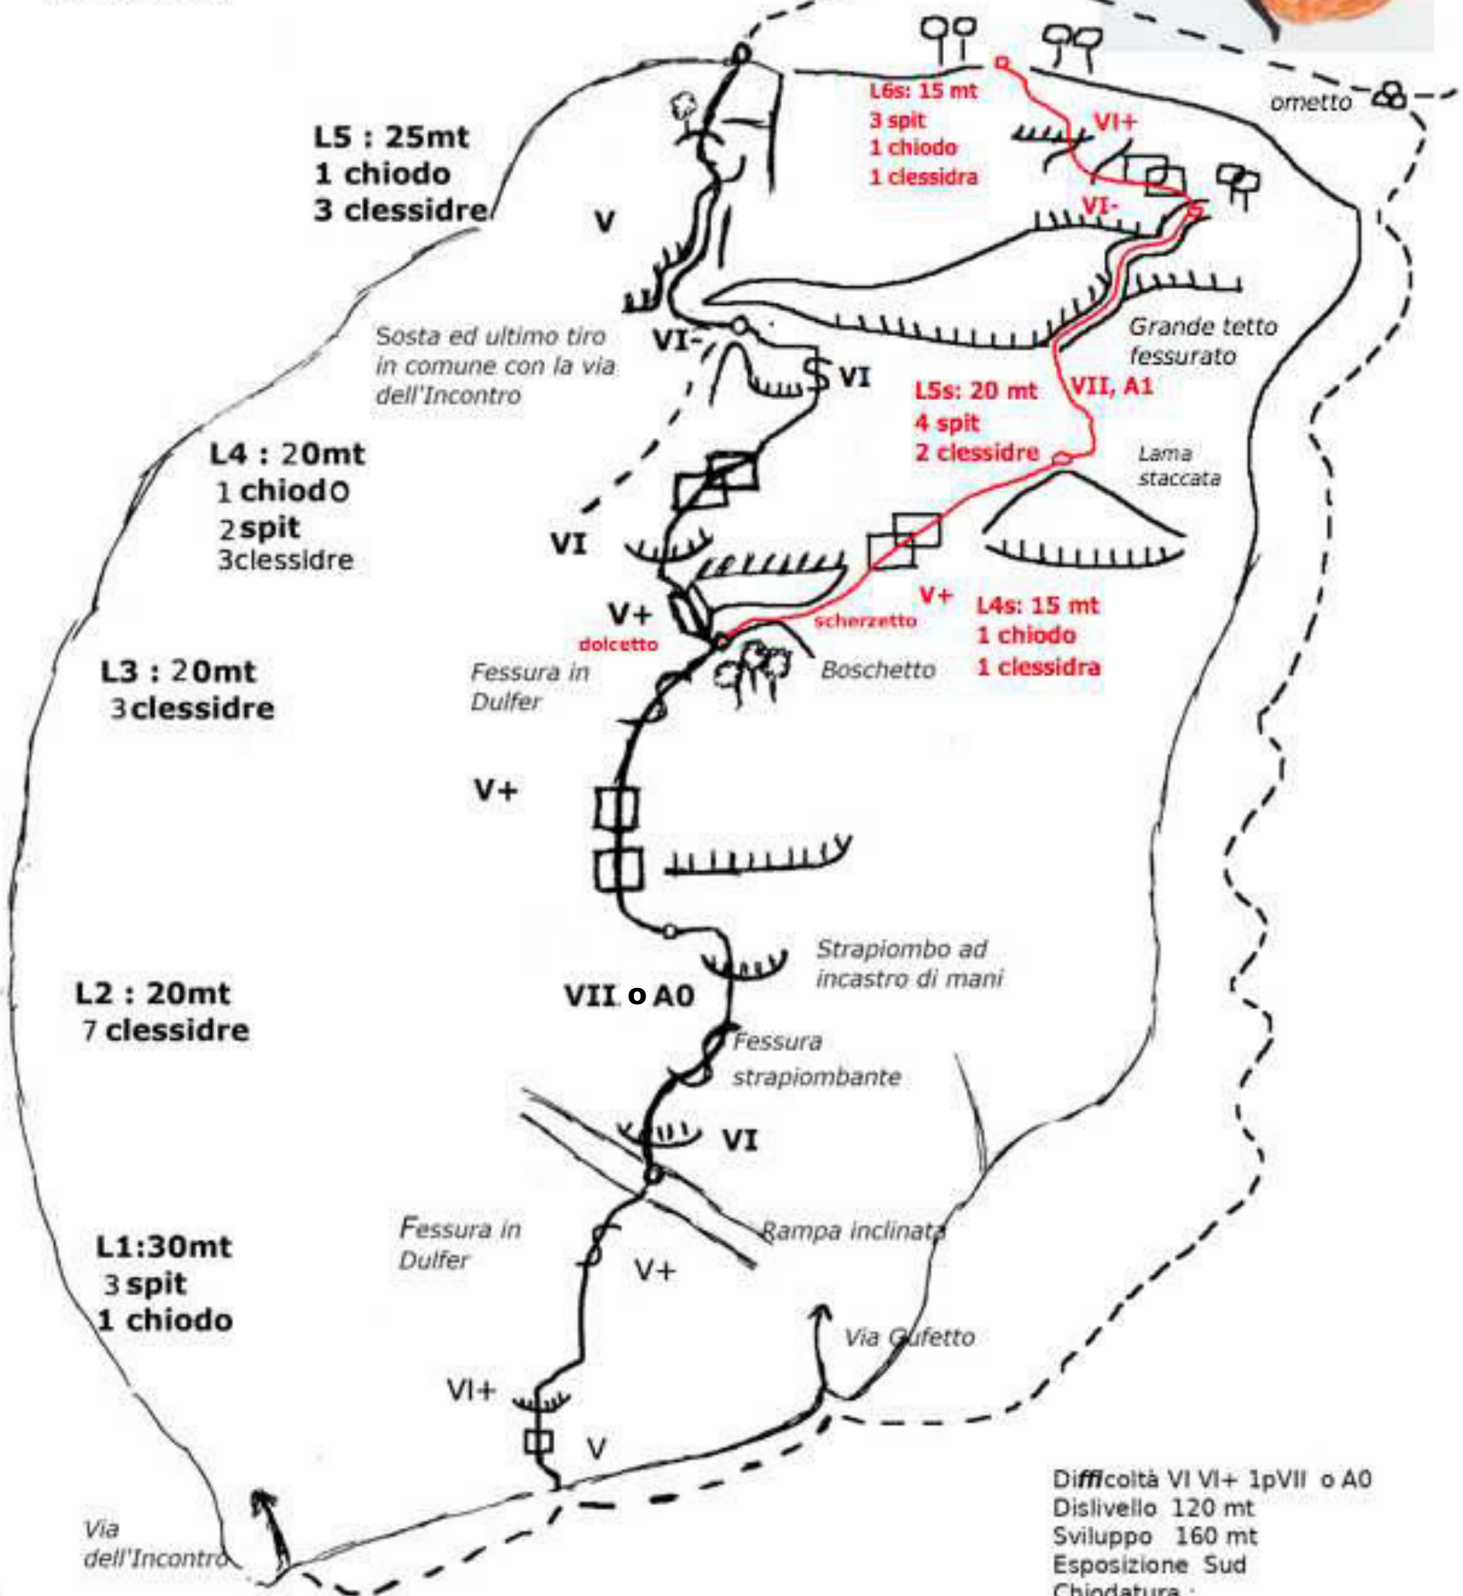 L6s: 15 mt
3 spit
1 chiodo
1 clessidra
VI+
ometto
L5 : 25mt
1 chiodo
3 clessidre
V
VI-
Sosta ed ultimo tiro
in comune con la via
dell'Incontro
VI-
VI
Grande tetto
fessurato
L5s: 20 mt
4 spit
2 clessidre
VII, A1
Lama
staccata
L4 : 20mt
1 chiodo
2 spit
3clessidre
VI
V+
dolcetto
scherzetto
V+
L4s: 15 mt
1 chiodo
1 clessidra
L3 : 20mt
3 clessidre
Fessura in
Dulfer
Boschetto
V+
Strapiombo ad
incastro di mani
L2 : 20mt
7 clessidre
VII o A0
Fessura
strapiombante
VI
L1:30mt
3 spit
1 chiodo
Fessura in
Dulfer
Rampa inclinata
V+
Via Gufetto
VI+
V
Via
dell'Incontro
Difficoltà VI VI+ 1pVII o A0
Dislivello 120 mt
Sviluppo 160 mt
Esposizione Sud
Chiodatura :